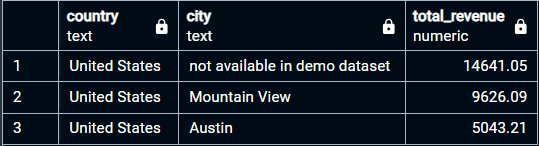 country city total_revenue
text text numeric
1 United States not available in demo dataset 14641.05
2 United States Mountain View 9626.09
3 United States Austin 5043.21